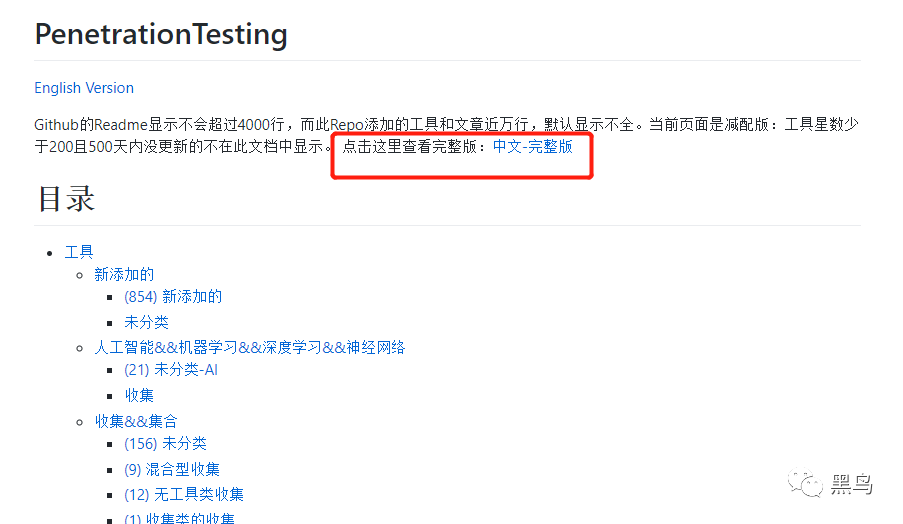 PenetrationTesting
English Version
Github的Readme显示不会超过4000行，而此Repo添加的工具和文章近万行，默认显示不全。当前页面是减配版：工具星数少
于200且500天内没更新的不在此文档中显示。 点击这里查看完整版：中文-完整版
目录
工具
新添加的
(854) 新添加的
未分类
人工智能&&机器学习&&深度学习&&神经网络
(21) 未分类-AI
收集
收集&&集合
(156) 未分类
(9) 混合型收集
(12) 无工具类收集
(1) 收集类的收集
黑鸟